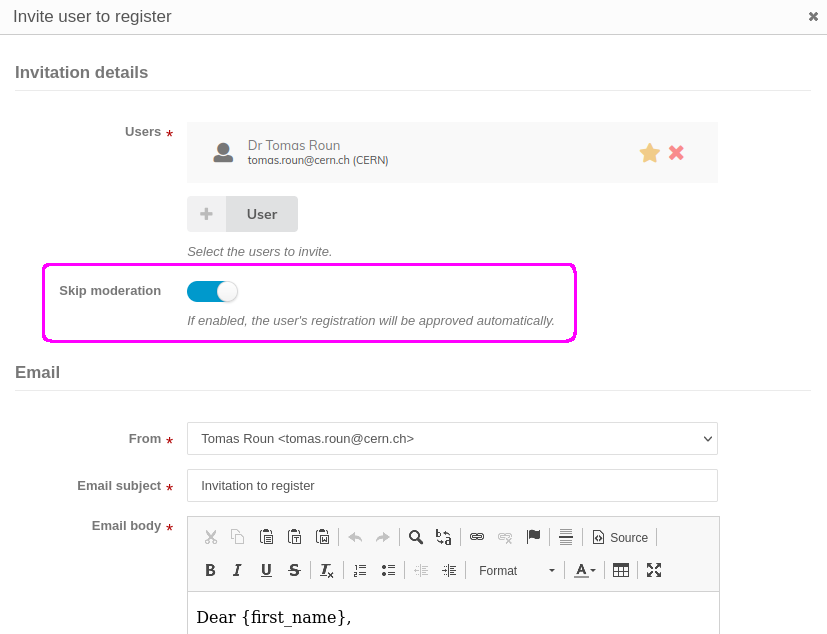 Invite user to register
Invitation details
Users *
Dr Tomas Roun
tomas.roun@cern.ch (CERN)
User
Select the users to invite.
Skip moderation
If enabled, the user's registration will be approved automatically.
Email
From * Tomas Roun <tomas.roun@cern.ch>
Email subject * Invitation to register
Email body *
Source
B I U S Format A
Dear {first_name},